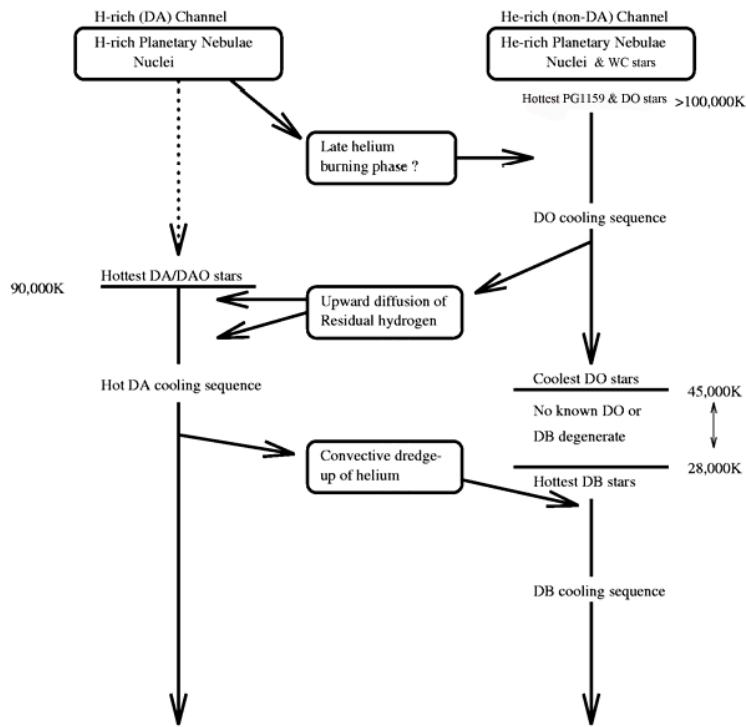 H-rich (DA) Channel
H-rich Planetary Nebulae
Nuclei
He-rich (non-DA) Channel
He-rich Planetary Nebulae
Nuclei & WC stars
Hottest PG1159 & DO stars >100,000K
Late helium
burning phase ?
DO cooling sequence
Hottest DA/DAO stars
90,000K
Upward diffusion of
Residual hydrogen
Hot DA cooling sequence
Coolest DO stars
45,000K
No known DO or
DB degenerate
28,000K
Convective dredge-
up of helium
Hottest DB stars
DB cooling sequence